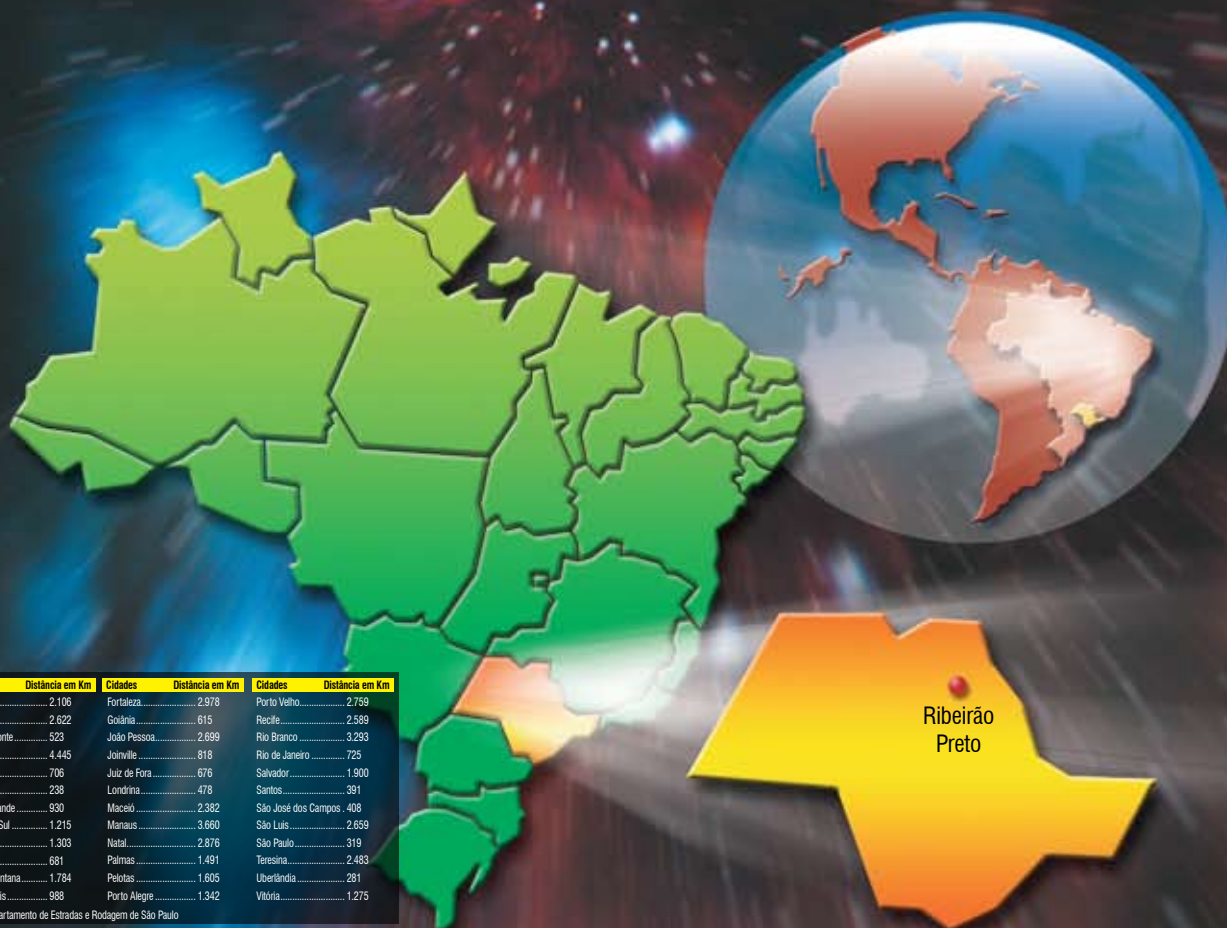 Ribeirão
Preto
Distância em Km Cidades Distância em Km Cidades Distância em Km
2.106 Fortaleza 2.978 Porto Velho 2.759
2.622 Goiânia 615 Recife 2.589
onte 523 João Pessoa 2.699 Rio Branco 3.293
4.445 Joinville 818 Rio de Janeiro 725
706 Juiz de Fora 676 Salvador 1.900
238 Londrina 478 Santos 391
ande 930 Maceió 2.382 São José dos Campos 408
Sul 1.215 Manaus 3.660 São Luis 2.659
1.303 Natal 2.876 São Paulo 319
681 Palmas 1.491 Teresina 2.483
ntana 1.784 Pelotas 1.605 Uberlândia 281
is 988 Porto Alegre 1.342 Vitória 1.275
artamento de Estradas e Rodagem de São Paulo